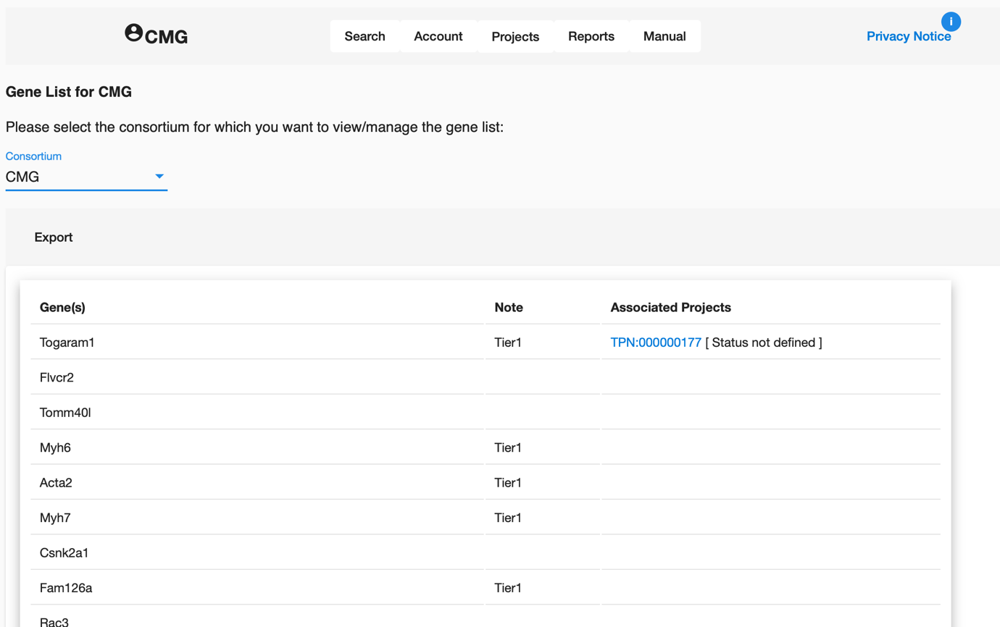 CMG
Search Account Projects Reports Manual
i
Privacy Notice
Gene List for CMG
Please select the consortium for which you want to view/manage the gene list:
Consortium
CMG
Export
Gene(s) Note Associated Projects
Togaram1 Tier1 TPN:000000177 [ Status not defined ]
Flvcr2
Tomm40l
Myh6 Tier1
Acta2 Tier1
Myh7 Tier1
Csnk2a1
Fam126a Tier1
Rac3